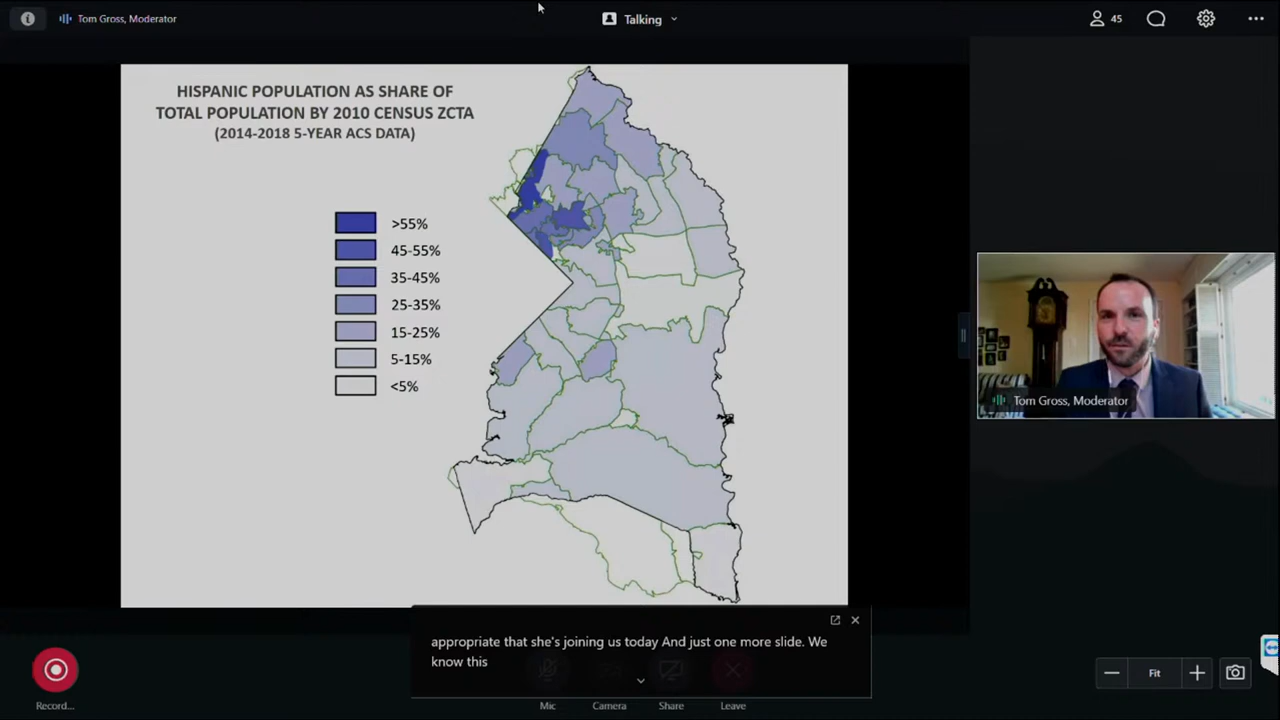 Tom Gross, Moderator
Talking
45
HISPANIC POPULATION AS SHARE OF
TOTAL POPULATION BY 2010 CENSUS ZCTA
(2014-2018 5-YEAR ACS DATA)
>55%
45-55%
35-45%
25-35%
15-25%
5-15%
<5%
Tom Gross, Moderator
appropriate that she's joining us today And just one more slide. We
know this
Record...
Mic
Camera
Share
Leave
Fit